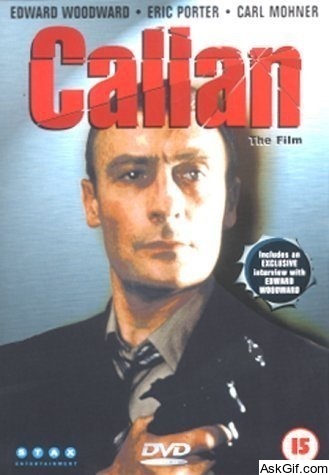 EDWARD WOODWARD • ERIC PORTER • CARL MOHNER
Callan
The Film
Includes an
EXCLUSIVE
interview with
EDWARD
WOODWARD
STAX
ENTERTAINMENT
DVD
15
AskGif.com